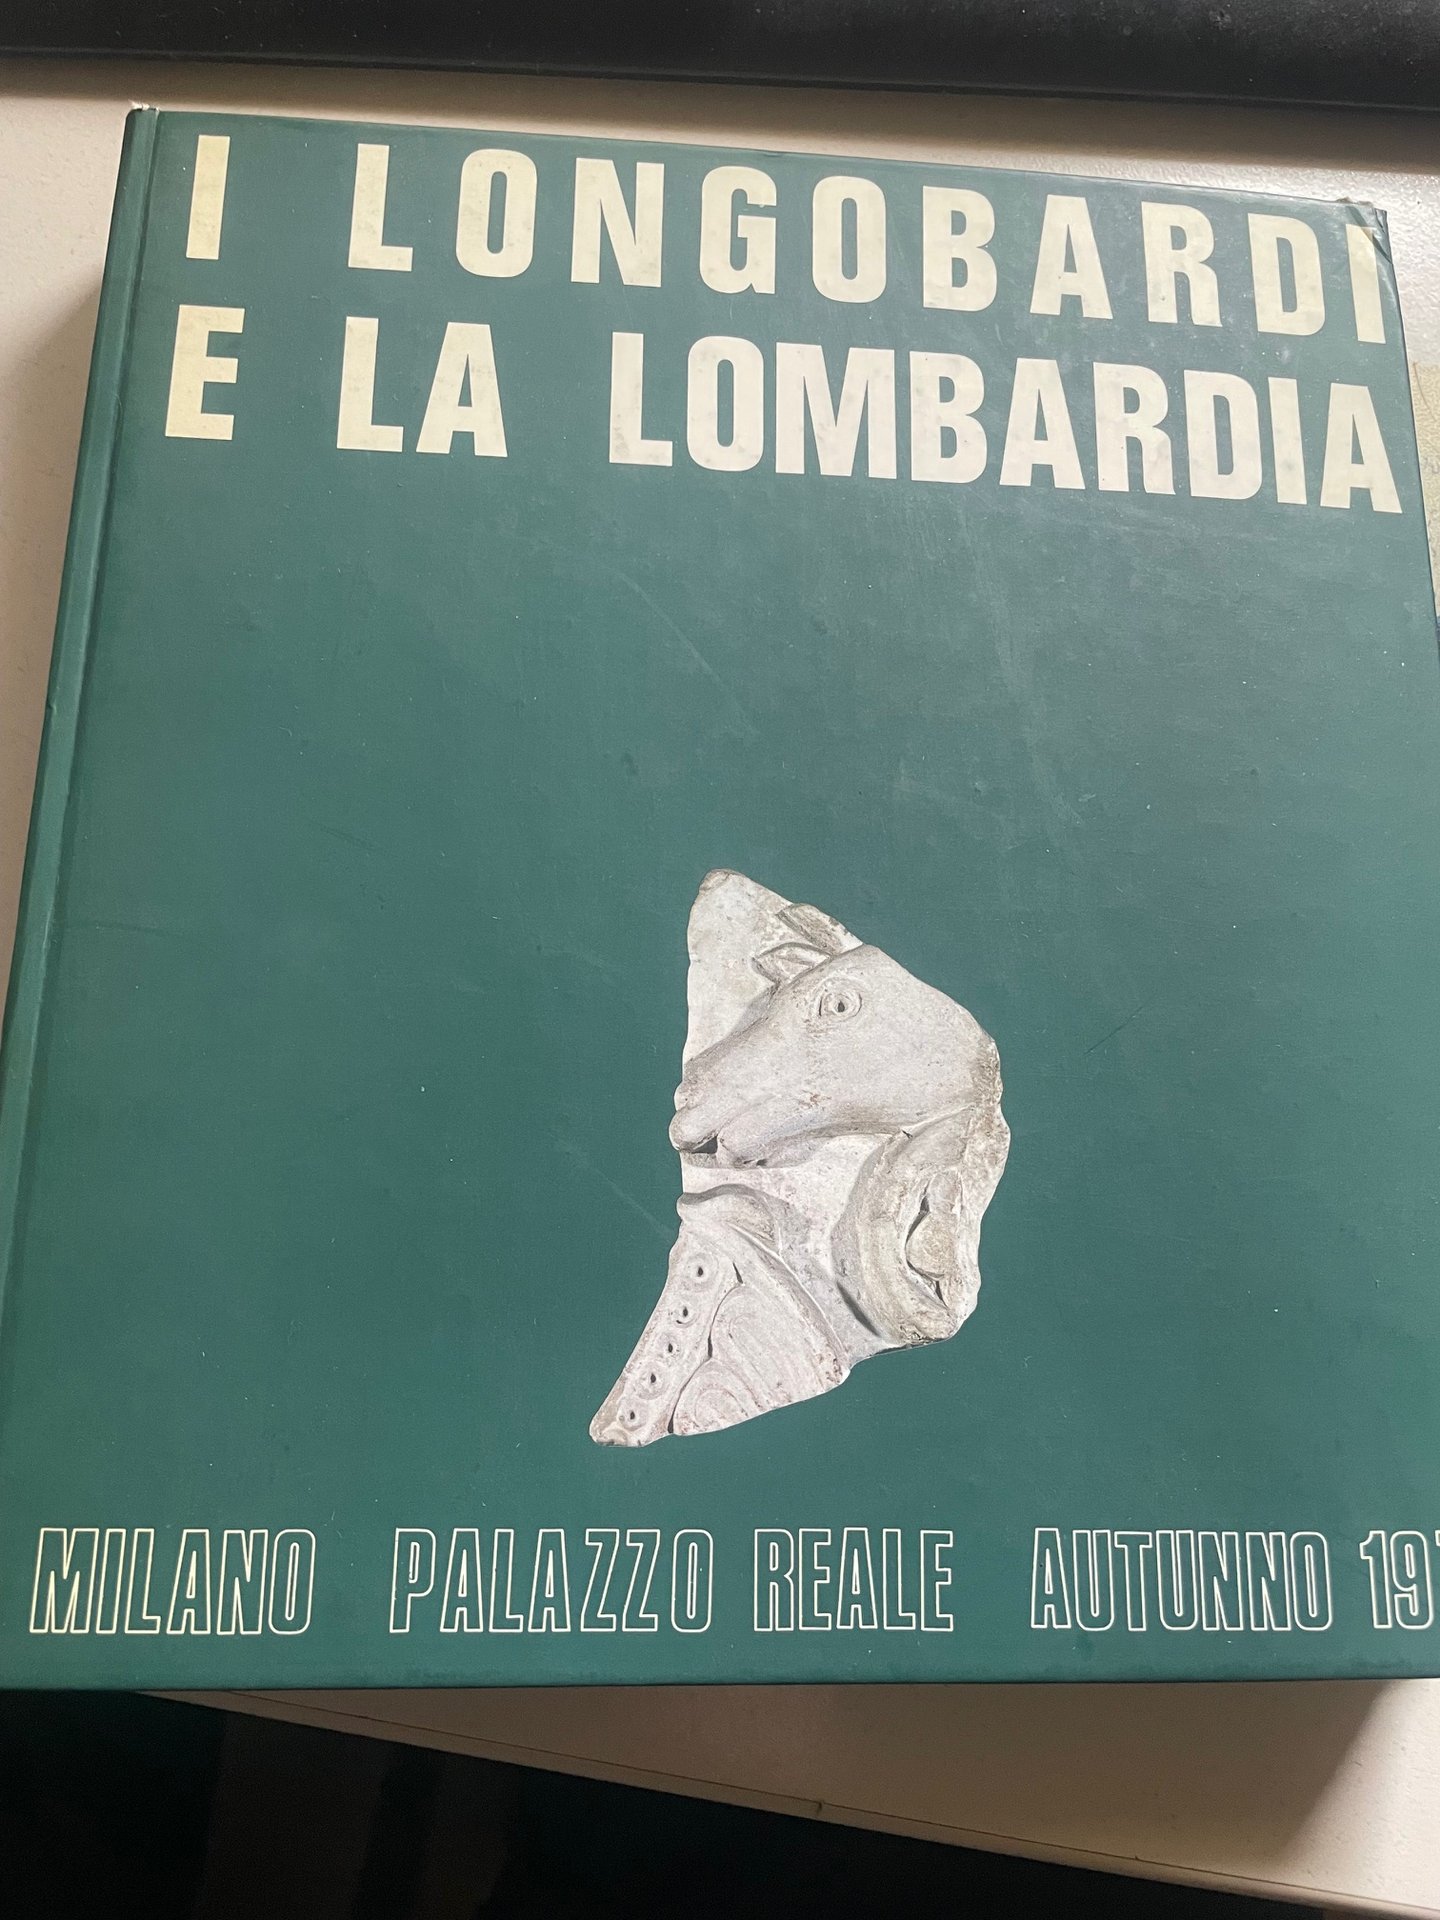 I LONGOBARDI
E LA LOMBARDIA
MILANO PALAZZO REALE AUTUNNO